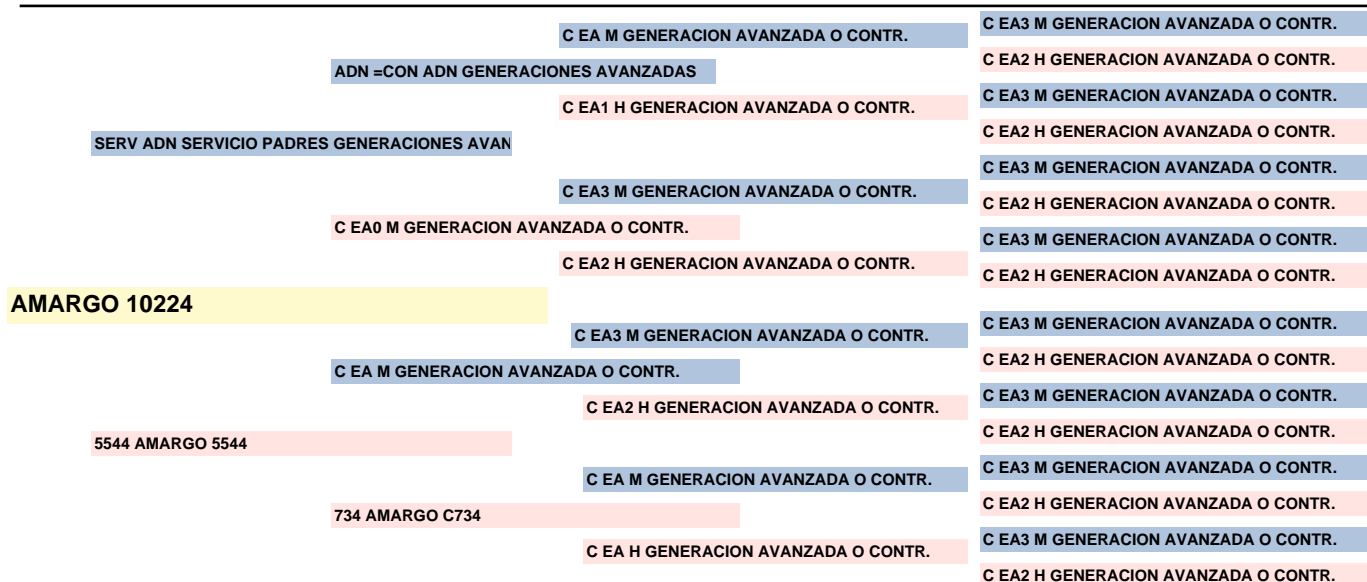 C EA3 M GENERACION AVANZADA O CONTR.
C EA M GENERACION AVANZADA O CONTR.
C EA2 H GENERACION AVANZADA O CONTR.
ADN =CON ADN GENERACIONES AVANZADAS
C EA3 M GENERACION AVANZADA O CONTR.
C EA1 H GENERACION AVANZADA O CONTR.
C EA2 H GENERACION AVANZADA O CONTR.
SERV ADN SERVICIO PADRES GENERACIONES AVAN
C EA3 M GENERACION AVANZADA O CONTR.
C EA3 M GENERACION AVANZADA O CONTR.
C EA2 H GENERACION AVANZADA O CONTR.
C EA0 M GENERACION AVANZADA O CONTR.
C EA3 M GENERACION AVANZADA O CONTR.
C EA2 H GENERACION AVANZADA O CONTR.
C EA2 H GENERACION AVANZADA O CONTR.
AMARGO 10224
C EA3 M GENERACION AVANZADA O CONTR.
C EA3 M GENERACION AVANZADA O CONTR.
C EA2 H GENERACION AVANZADA O CONTR.
C EA M GENERACION AVANZADA O CONTR.
C EA3 M GENERACION AVANZADA O CONTR.
C EA2 H GENERACION AVANZADA O CONTR.
C EA2 H GENERACION AVANZADA O CONTR.
5544 AMARGO 5544
C EA3 M GENERACION AVANZADA O CONTR.
C EA M GENERACION AVANZADA O CONTR.
C EA2 H GENERACION AVANZADA O CONTR.
734 AMARGO C734
C EA3 M GENERACION AVANZADA O CONTR.
C EA H GENERACION AVANZADA O CONTR.
C EA2 H GENERACION AVANZADA O CONTR.